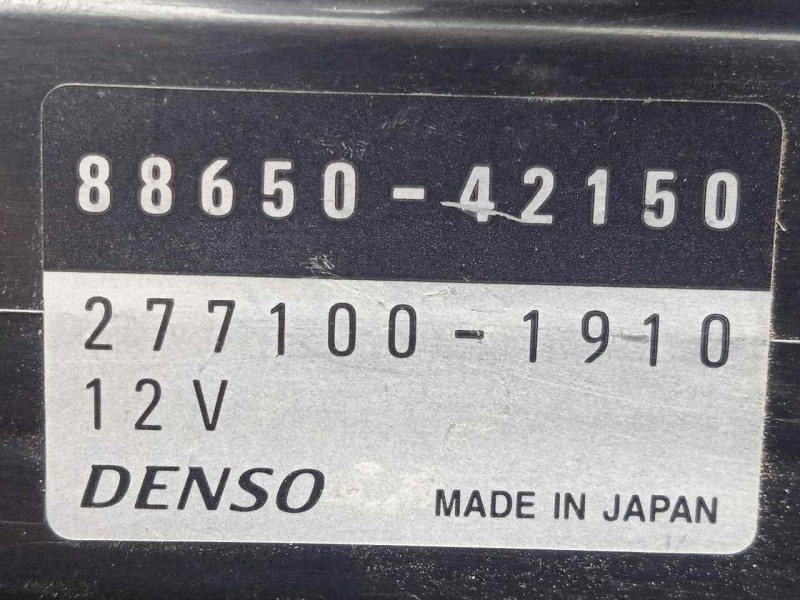 88650-42150
277100-1910
12V
DENSO
MADE IN JAPAN